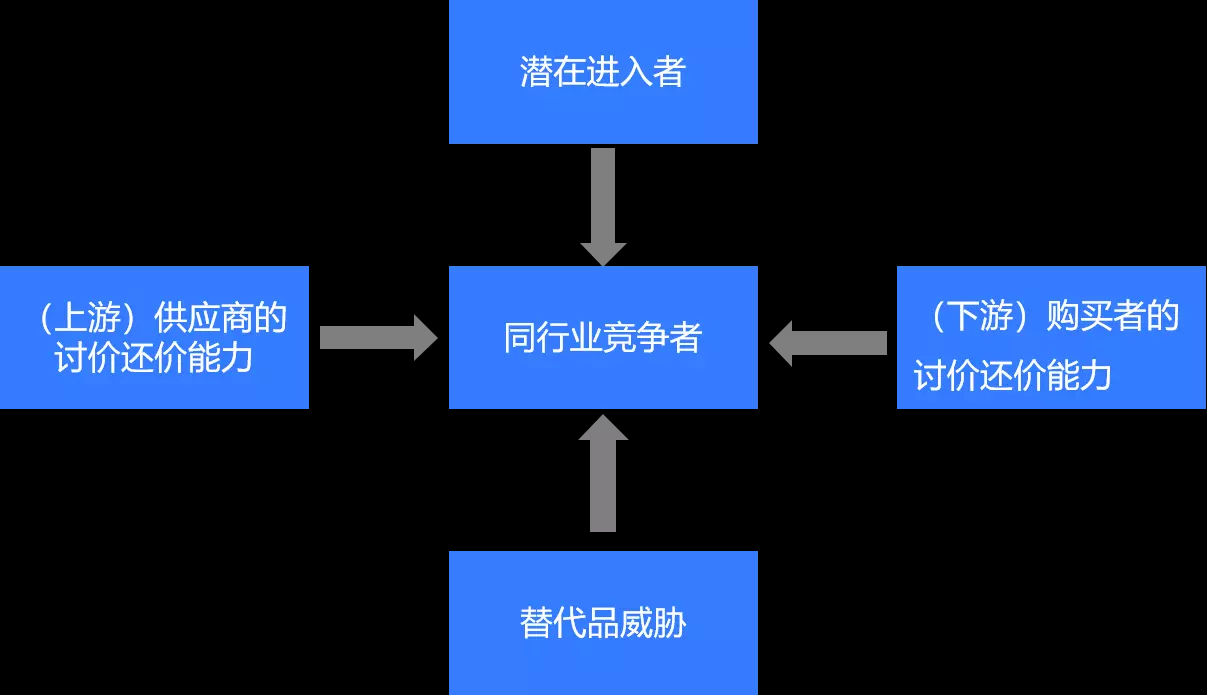 潜在进入者
（上游）供应商的
讨价还价能力
同行业竞争者
（下游）购买者的
讨价还价能力
替代品威胁